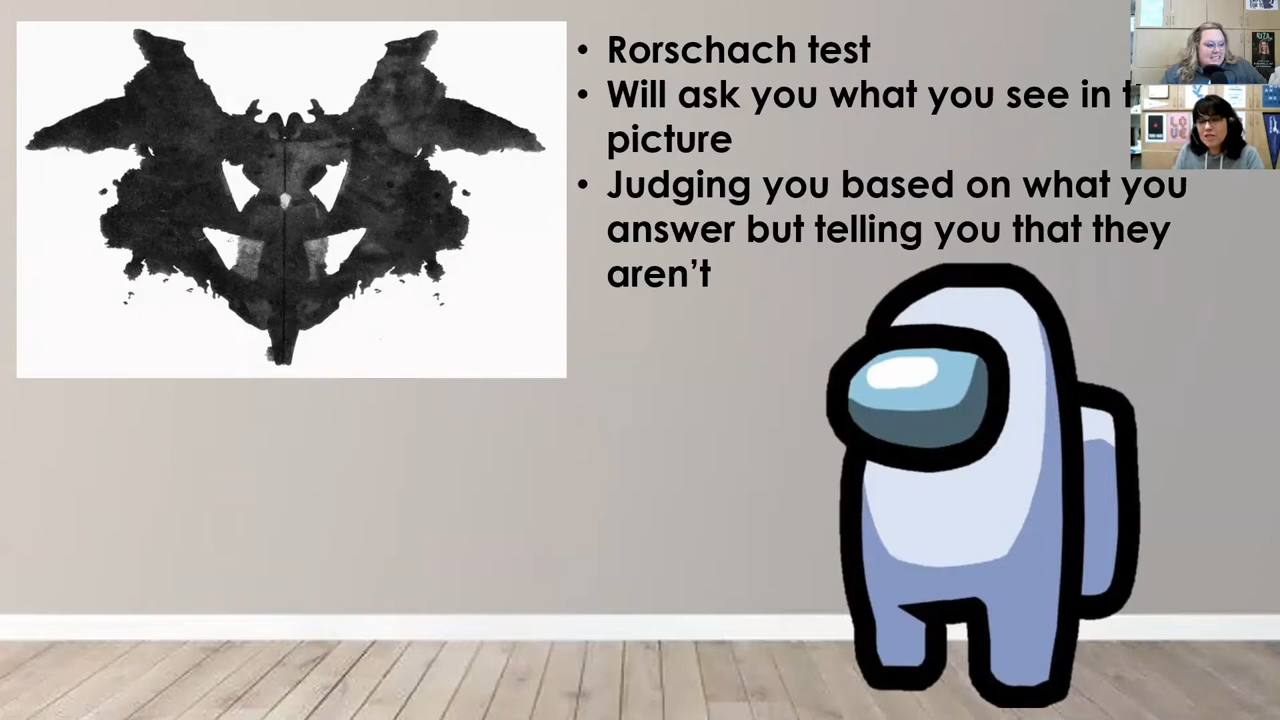 • Rorschach test
• Will ask you what you see in
picture
• Judging you based on what you
answer but telling you that they
aren’t